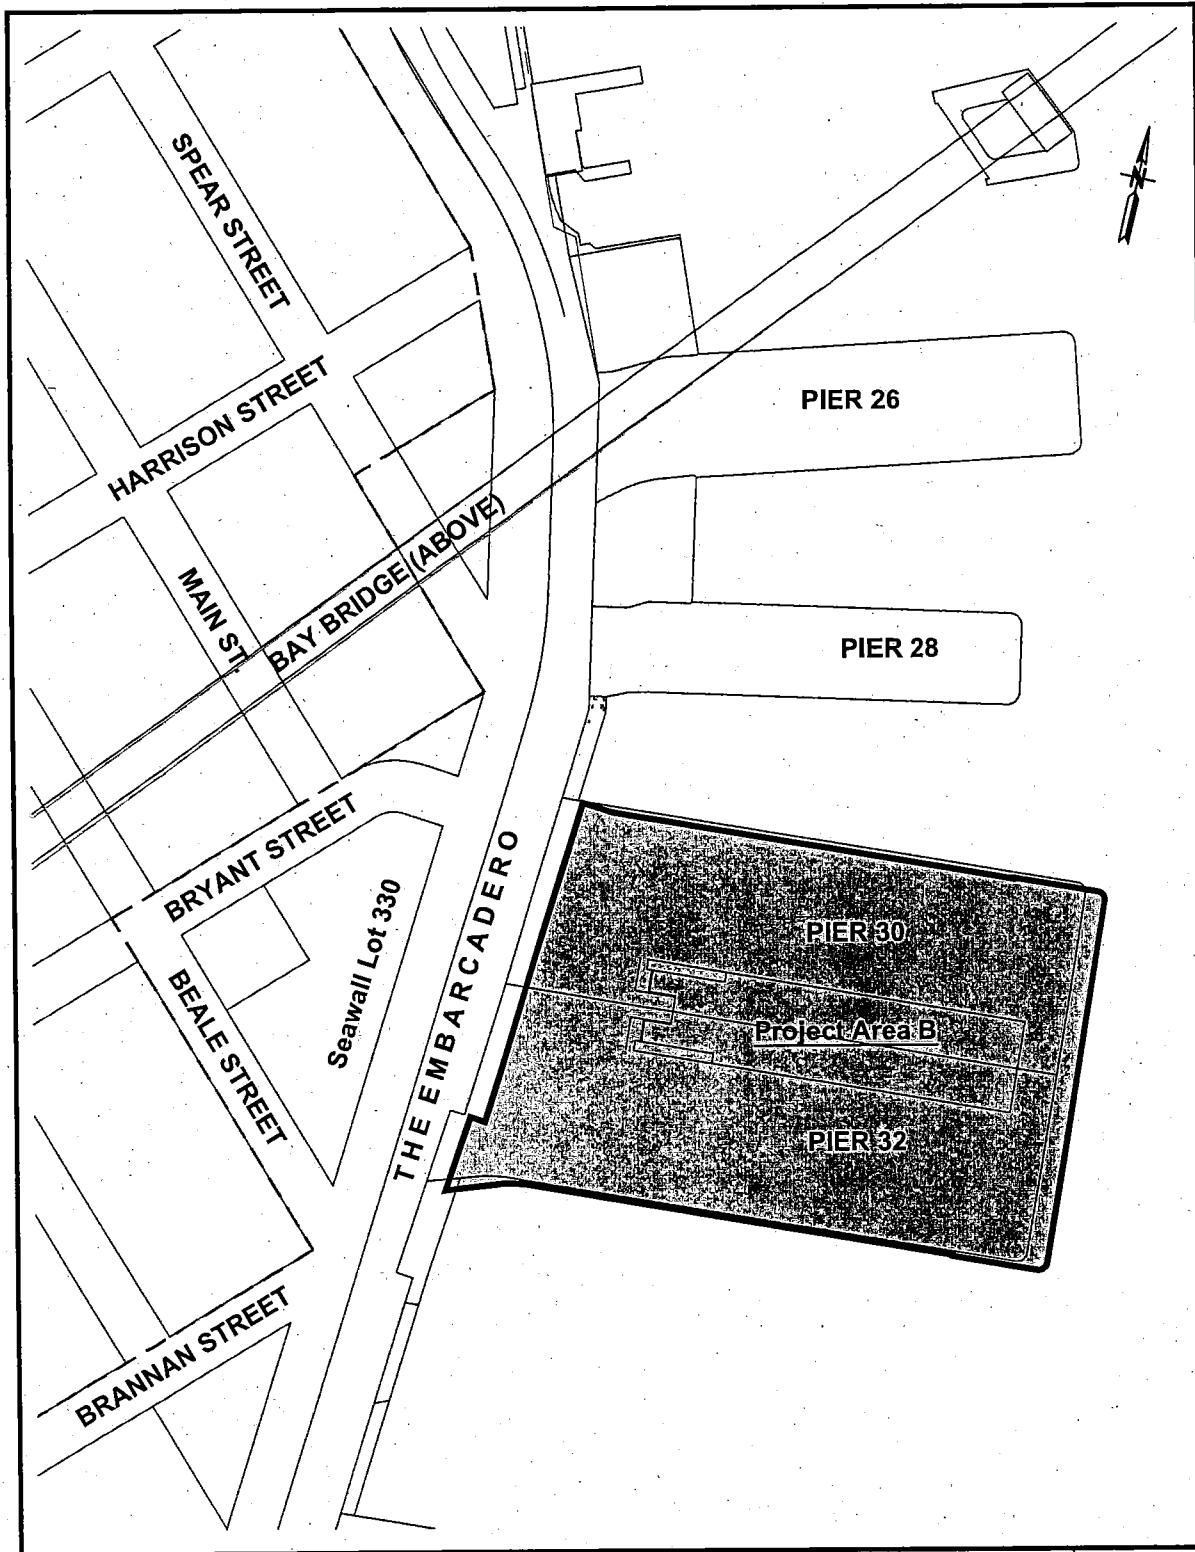 SPEAR STREET
N
PIER 26
HARRISON STREET
BAY BRIDGE (ABOVE)
MAIN ST.
PIER 28
BRYANT STREET
THE EMBARCADERO
Seawall Lot 330
PIER 30
BEALE STREET
Project Area B
PIER 32
BRANNAN STREET